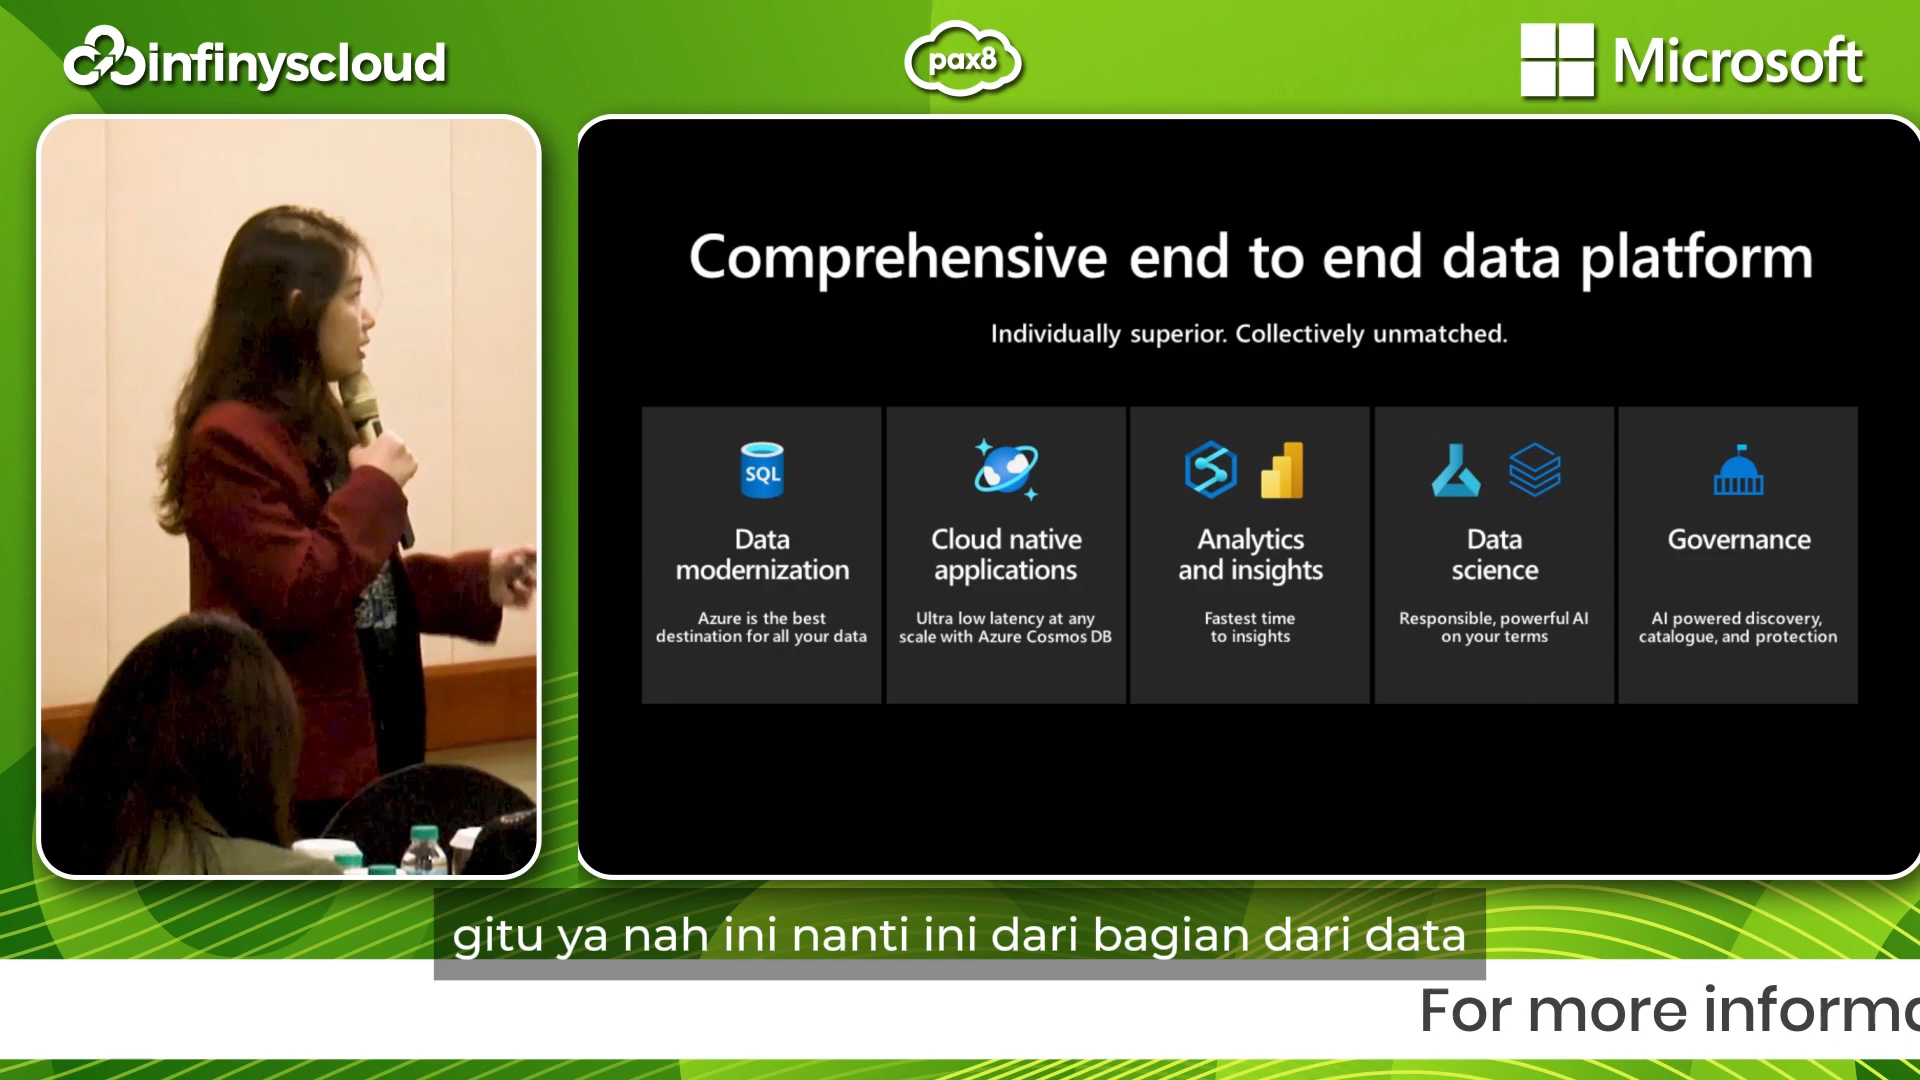 infinyscloud
pax8
Microsoft
Comprehensive end to end data platform
Individually superior. Collectively unmatched.
SQL
Data
modernization
Azure is the best
destination for all your data
Cloud native
applications
Ultra low latency at any
scale with Azure Cosmos DB
Analytics
and insights
Fastest time
to insights
Data
science
Responsible, powerful AI
on your terms
Governance
AI powered discovery,
catalogue, and protection
gitu ya nah ini nanti ini dari bagian dari data
For more